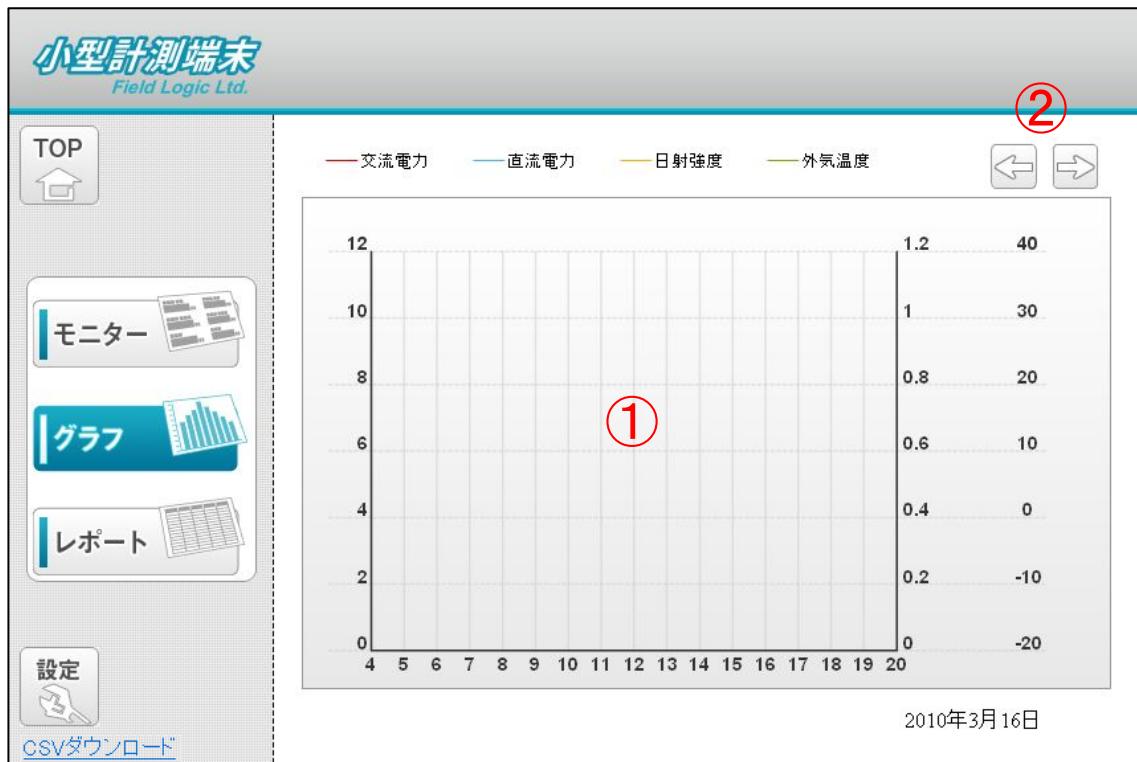 小型計測端末
Field Logic Ltd.
②
TOP
交流電力 直流電力 日射強度 外気温度
12 1.2 40
10 1 30
モニター
8 0.8 20
①
グラフ
6 0.6 10
4 0.4 0
レポート
2 0.2 -10
0 0 -20
4 5 6 7 8 9 10 11 12 13 14 15 16 17 18 19 20
設定
2010年3月16日
CSVダウンロード